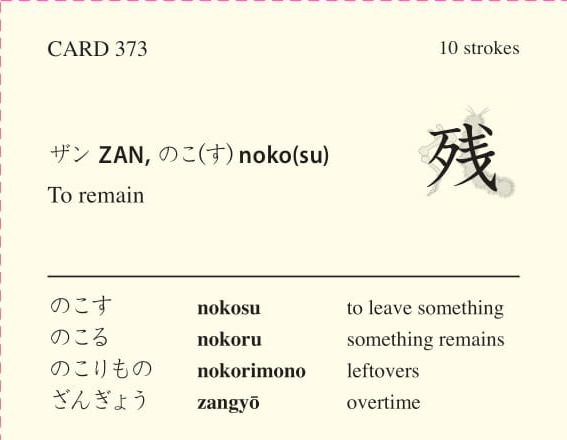 CARD 373 10 strokes
ザン ZAN, のこ(す) noko(su) 残
To remain
のこす nokosu to leave something
のこる nokoru something remains
のこりもの nokorimono leftovers
ざんぎょう zangyō overtime